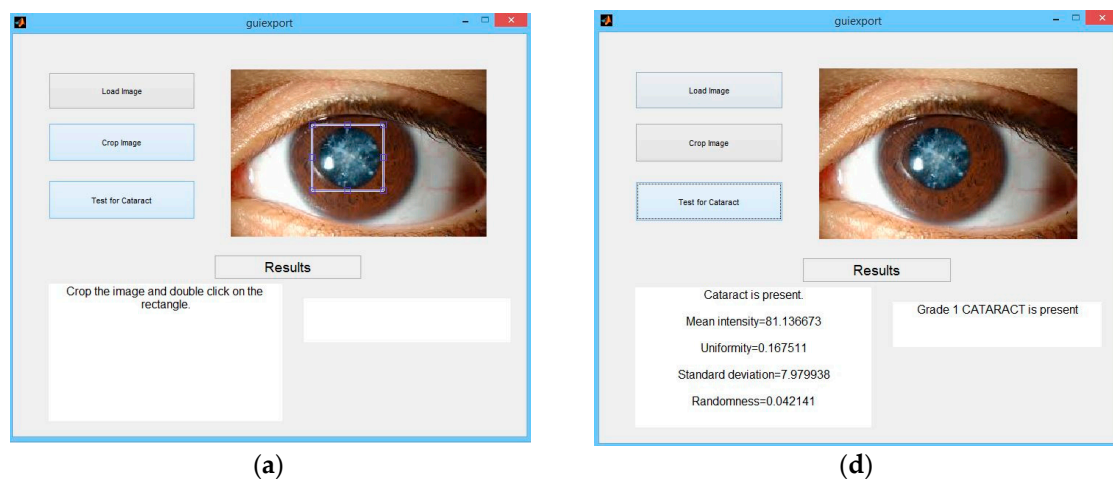 guiexport
Load Image
Crop Image
Test for Cataract
Results
Crop the image and double click on the
rectangle.
(a)
guiexport
Load Image
Crop Image
Test for Cataract
Results
Cataract is present.
Mean intensity=81.136673
Uniformity=0.167511
Standard deviation=7.979938
Randomness=0.042141
Grade 1 CATARACT is present
(d)